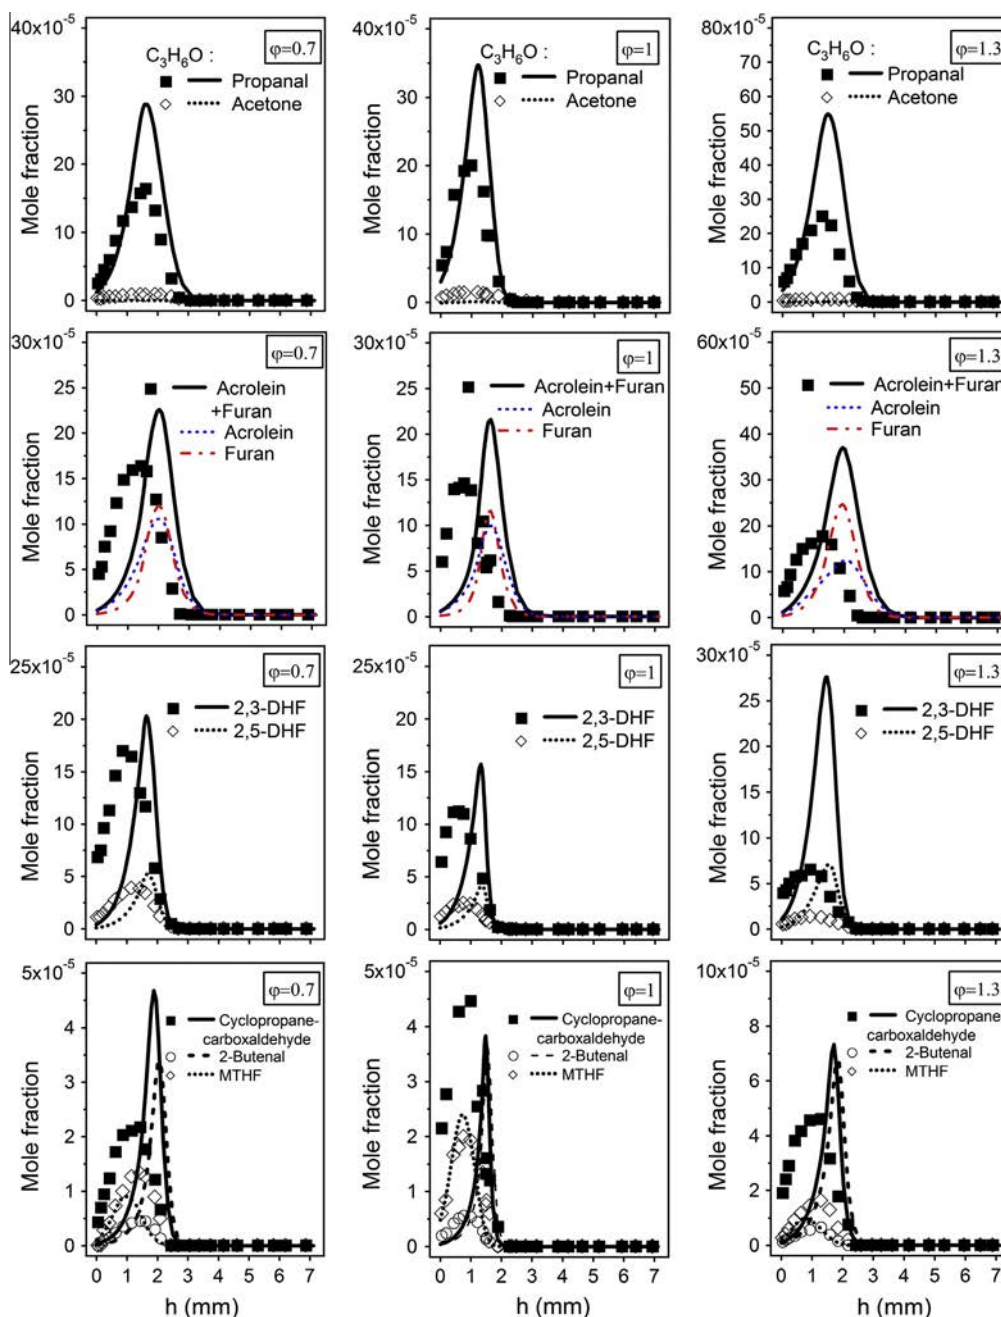 40x10-5
C3H6O :
φ=0.7
Propanal
Acetone
30
20
10
0
Mole fraction
40x10-5
C3H6O :
φ=1
Propanal
Acetone
30
20
10
0
Mole fraction
80x10-5
C3H6O :
φ=1.3
Propanal
Acetone
70
60
50
40
30
20
10
0
Mole fraction
30x10-5
φ=0.7
Acrolein
+Furan
Acrolein
Furan
25
20
15
10
5
0
Mole fraction
30x10-5
φ=1
Acrolein+Furan
Acrolein
Furan
25
20
15
10
5
0
Mole fraction
60x10-5
φ=1.3
Acrolein+Furan
Acrolein
Furan
50
40
30
20
10
0
Mole fraction
25x10-5
φ=0.7
2,3-DHF
2,5-DHF
20
15
10
5
0
Mole fraction
25x10-5
φ=1
2,3-DHF
2,5-DHF
20
15
10
5
0
Mole fraction
30x10-5
φ=1.3
2,3-DHF
2,5-DHF
25
20
15
10
5
0
Mole fraction
5x10-5
φ=0.7
Cyclopropane-
carboxaldehyde
2-Butenal
MTHF
4
3
2
1
0
Mole fraction
0 1 2 3 4 5 6 7
h (mm)
5x10-5
φ=1
Cyclopropane-
carboxaldehyde
2-Butenal
MTHF
4
3
2
1
0
Mole fraction
0 1 2 3 4 5 6 7
h (mm)
10x10-5
φ=1.3
Cyclopropane
carboxaldehyde
2-Butenal
MTHF
8
6
4
2
0
Mole fraction
0 1 2 3 4 5 6 7
h (mm)